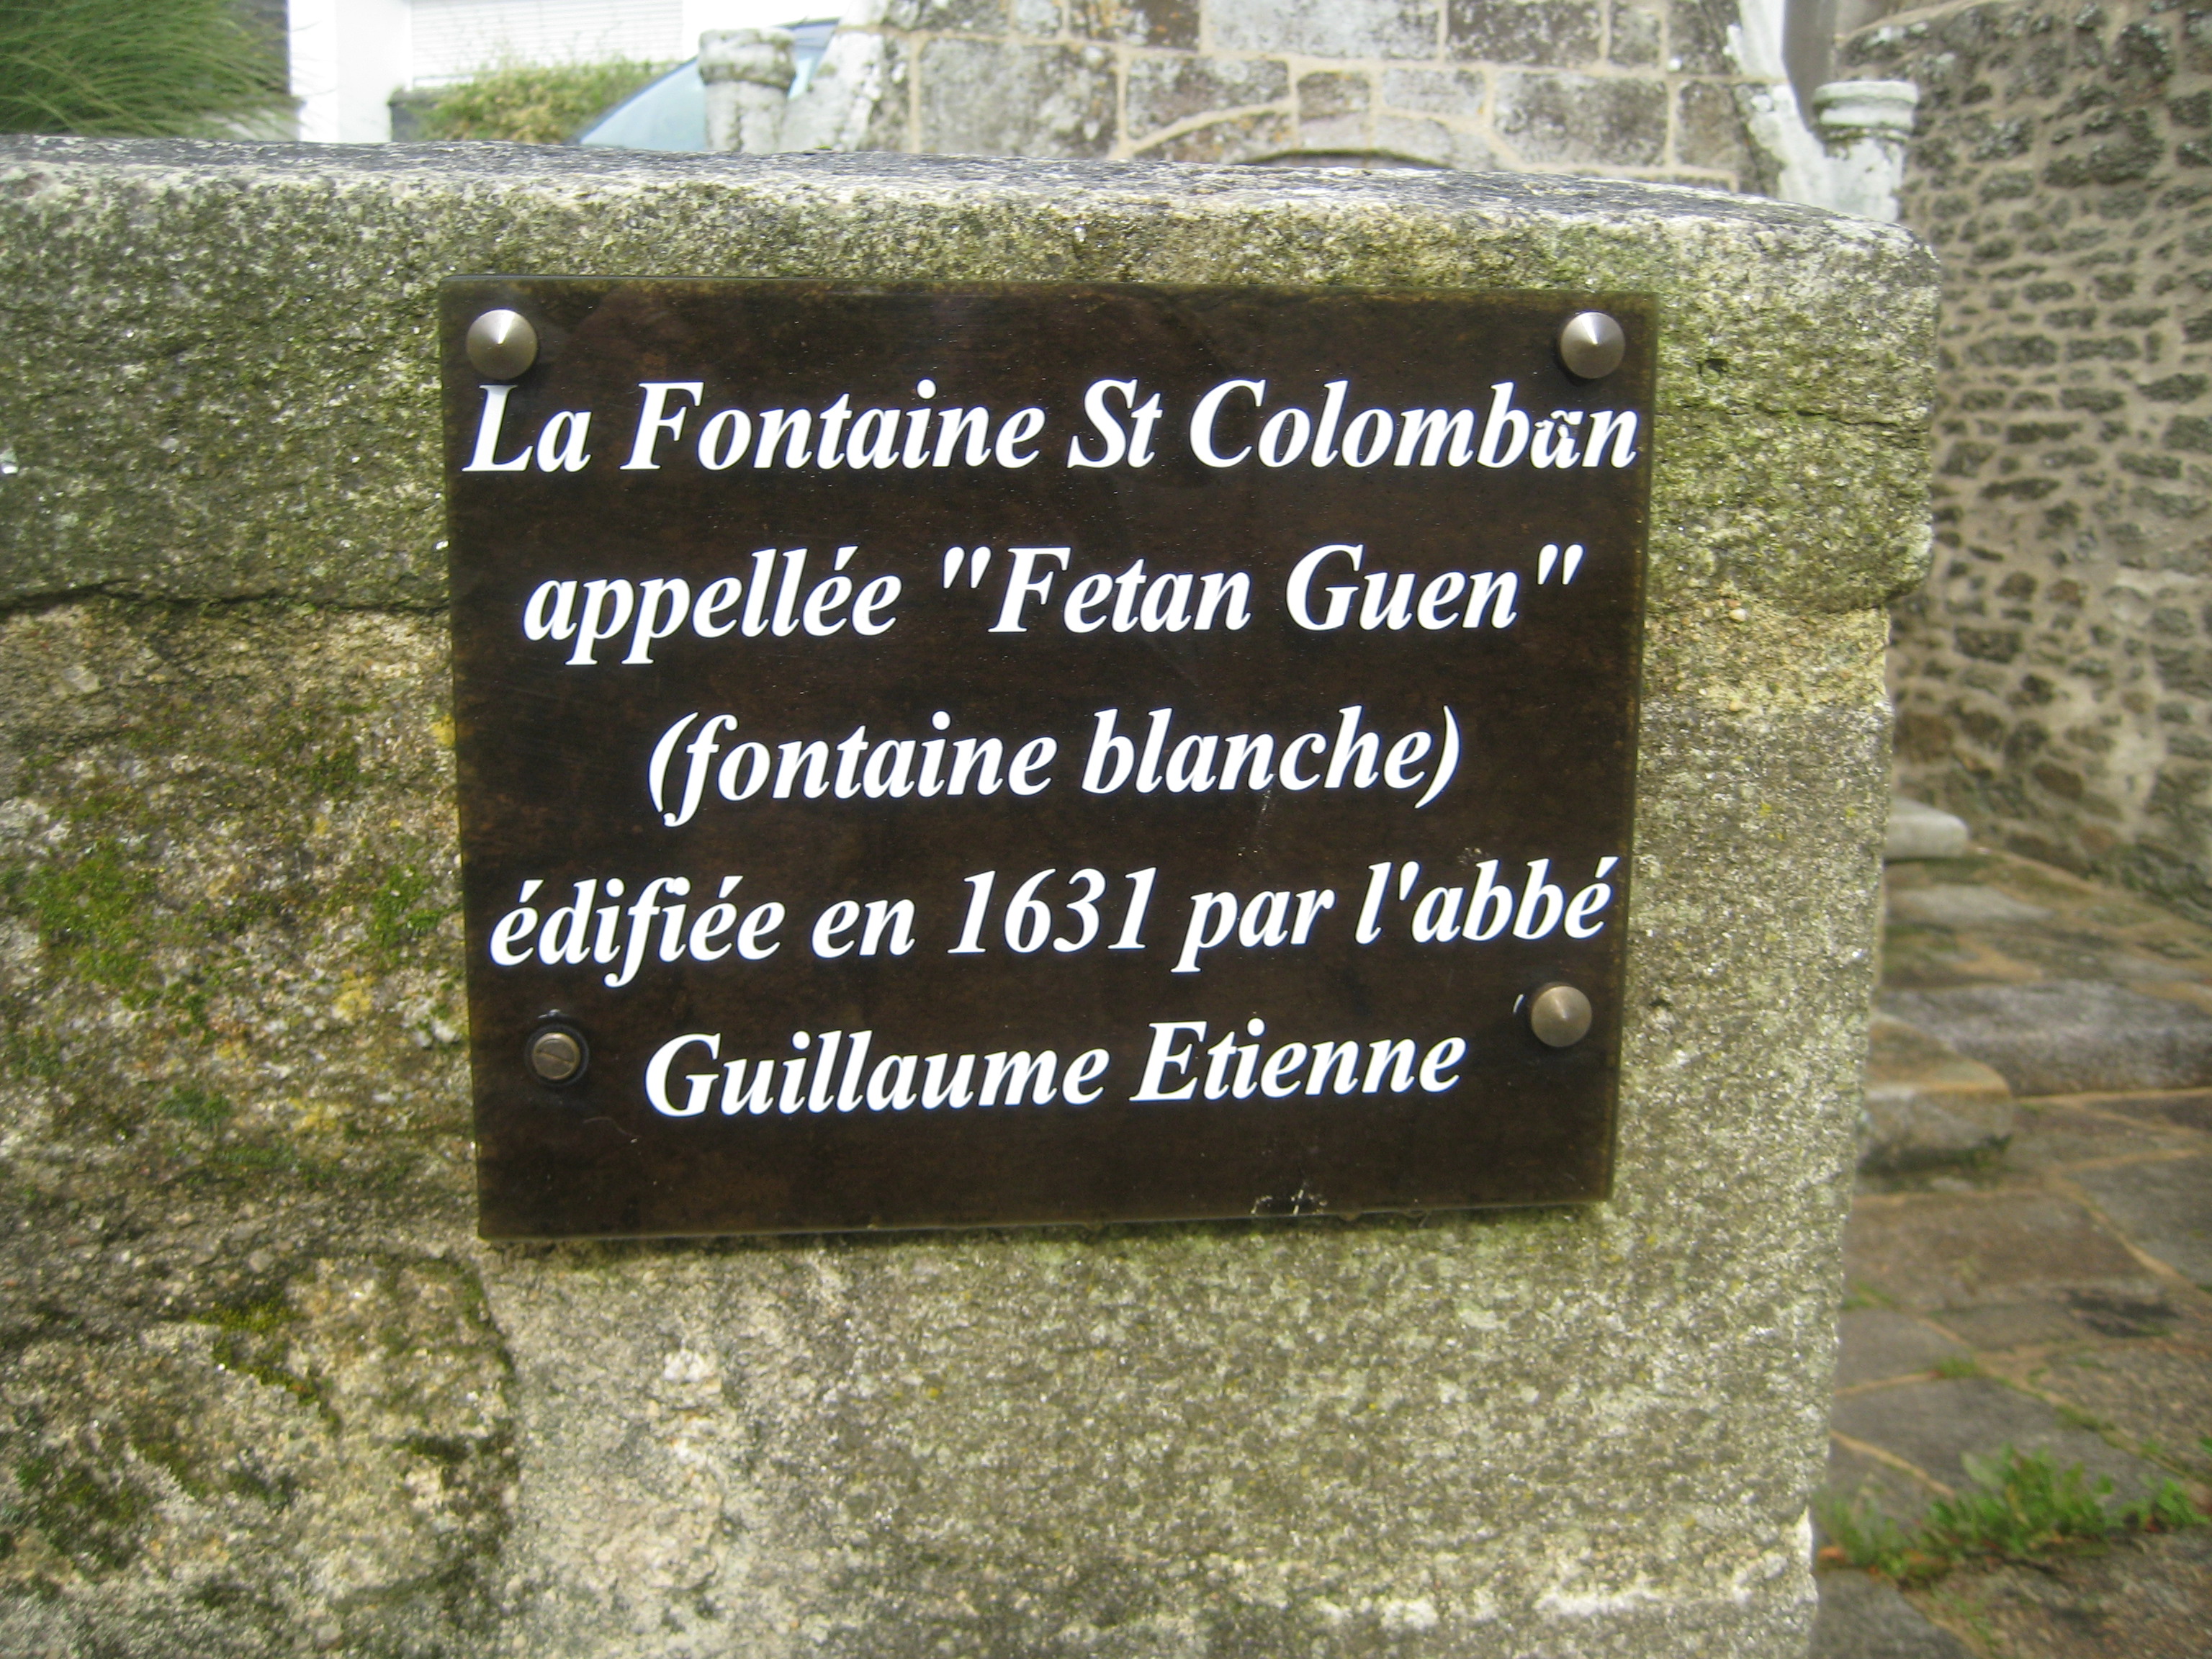 La Fontaine St Colomban
appellée "Fetan Guen"
(fontaine blanche)
édifiée en 1631 par l'abbé
Guillaume Etienne